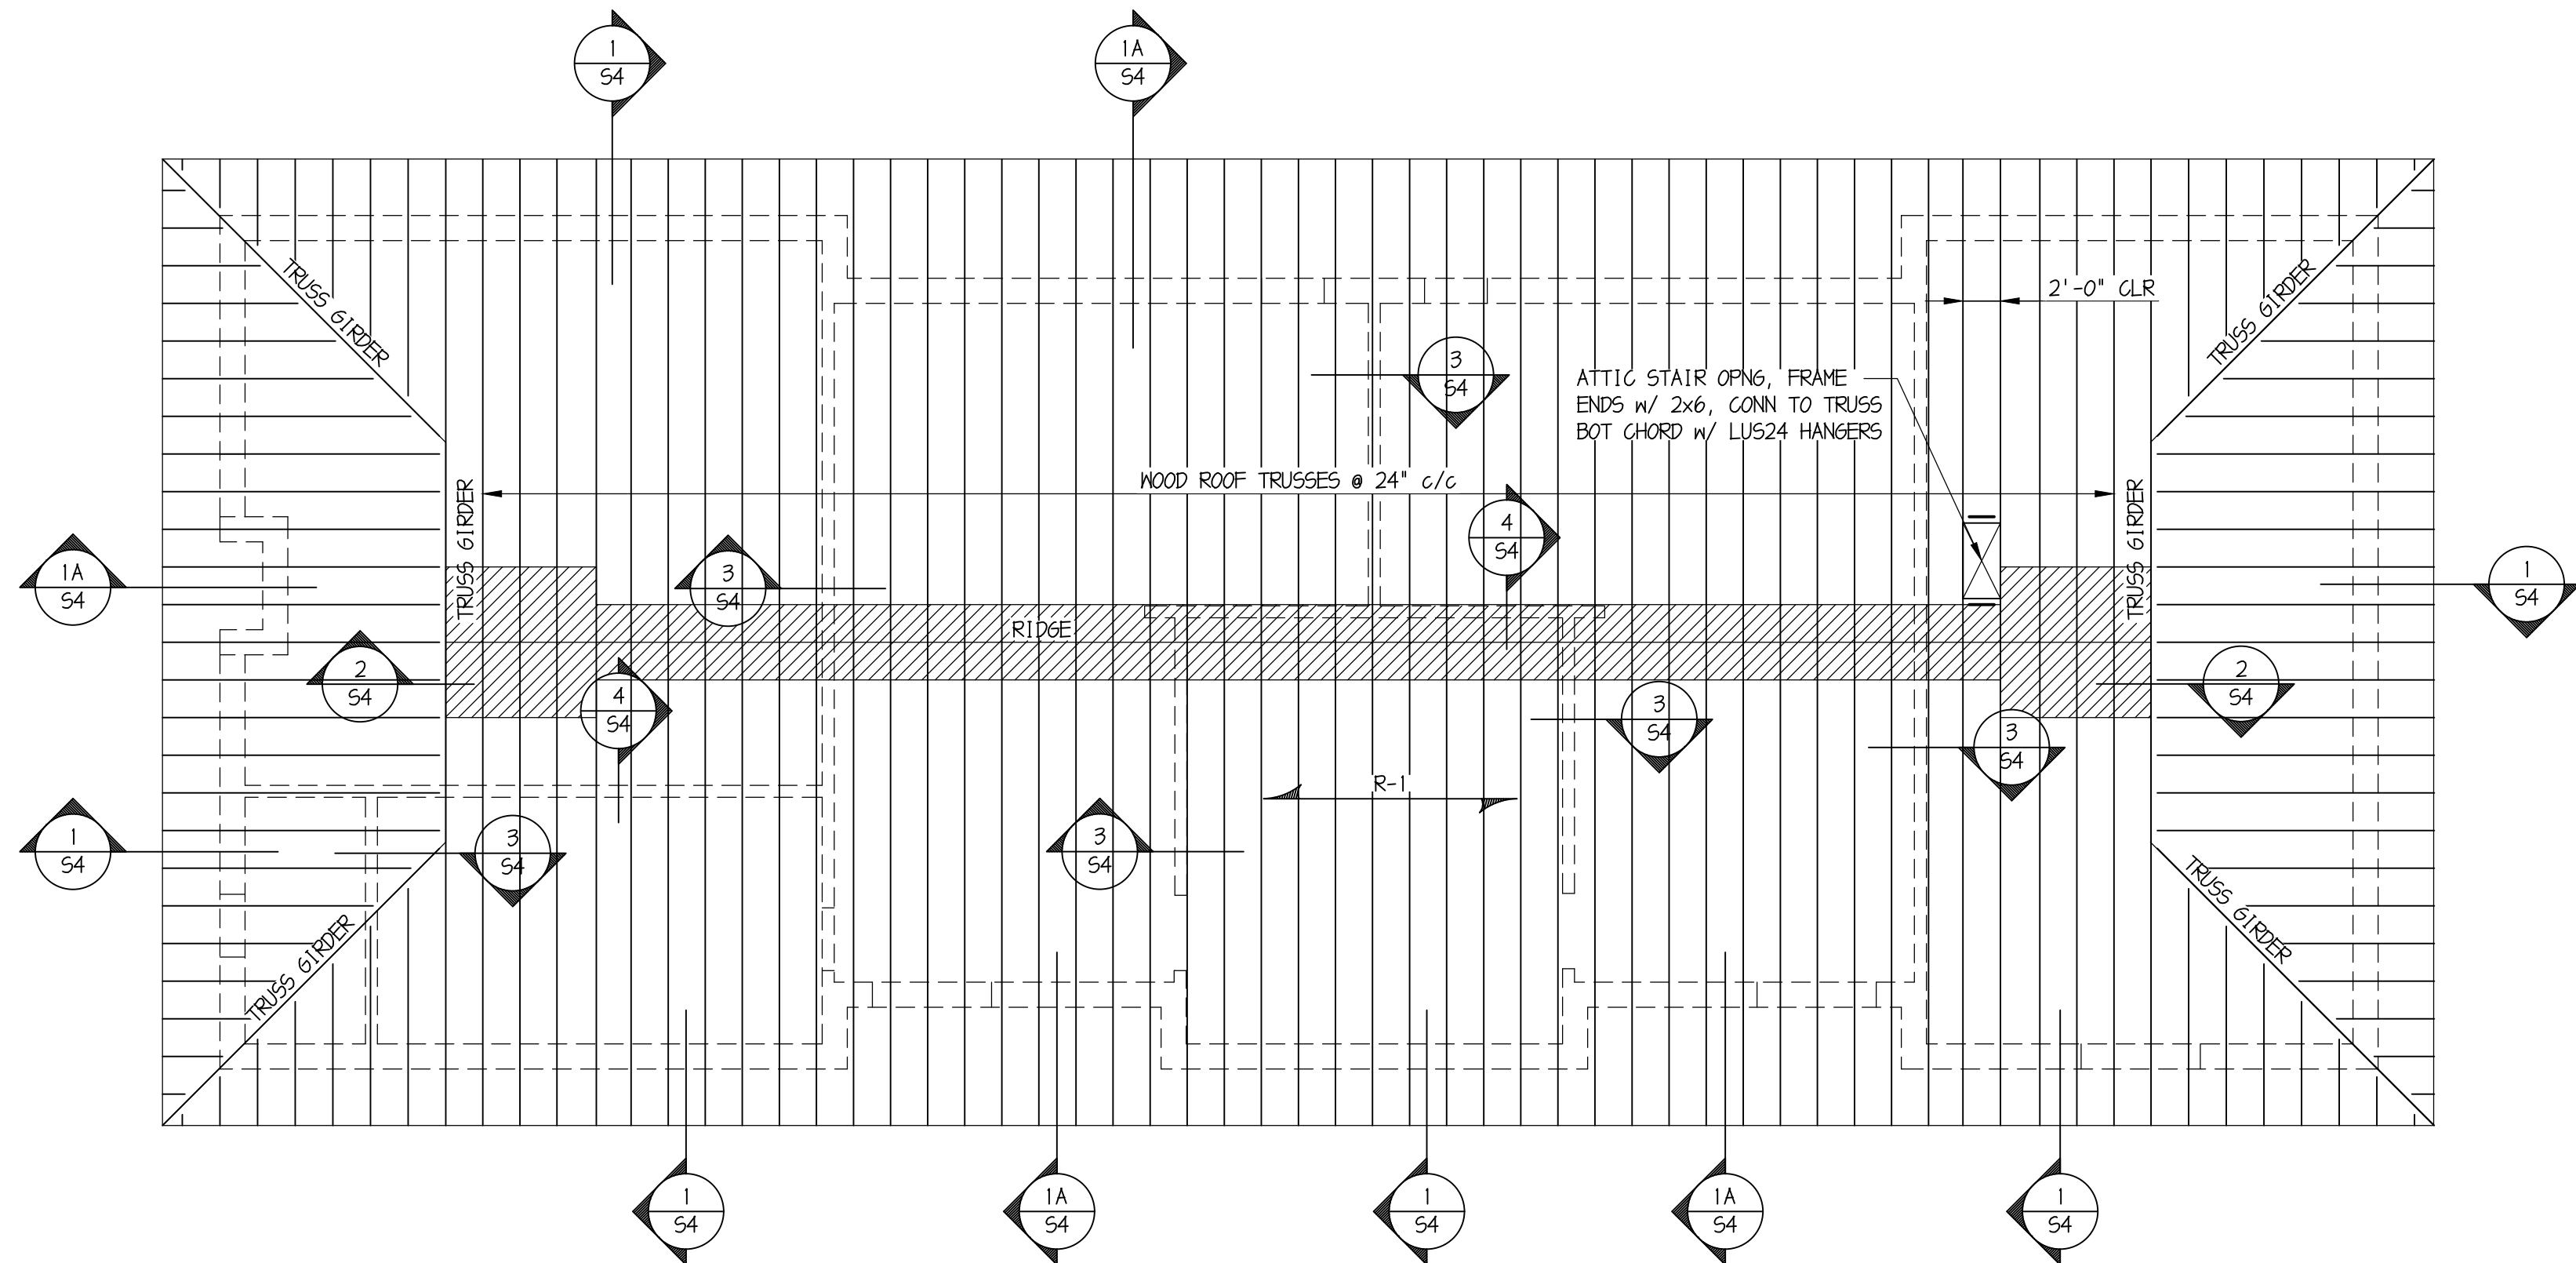 1
S4
1A
S4
TRUSS GIRDER
2'-0" CLR
TRUSS GIRDER
3
S4
ATTIC STAIR OPNG, FRAME
ENDS w/ 2x6, CONN TO TRUSS
BOT CHORD w/ LUS24 HANGERS
WOOD ROOF TRUSSES @ 24" c/c
TRUSS GIRDER
TRUSS GIRDER
4
S4
1A
S4
3
S4
1
S4
RIDGE
2
S4
4
S4
3
S4
2
S4
3
S4
R-1
1
S4
3
S4
3
S4
TRUSS GIRDER
TRUSS GIRDER
1
S4
1A
S4
1
S4
1A
S4
1
S4